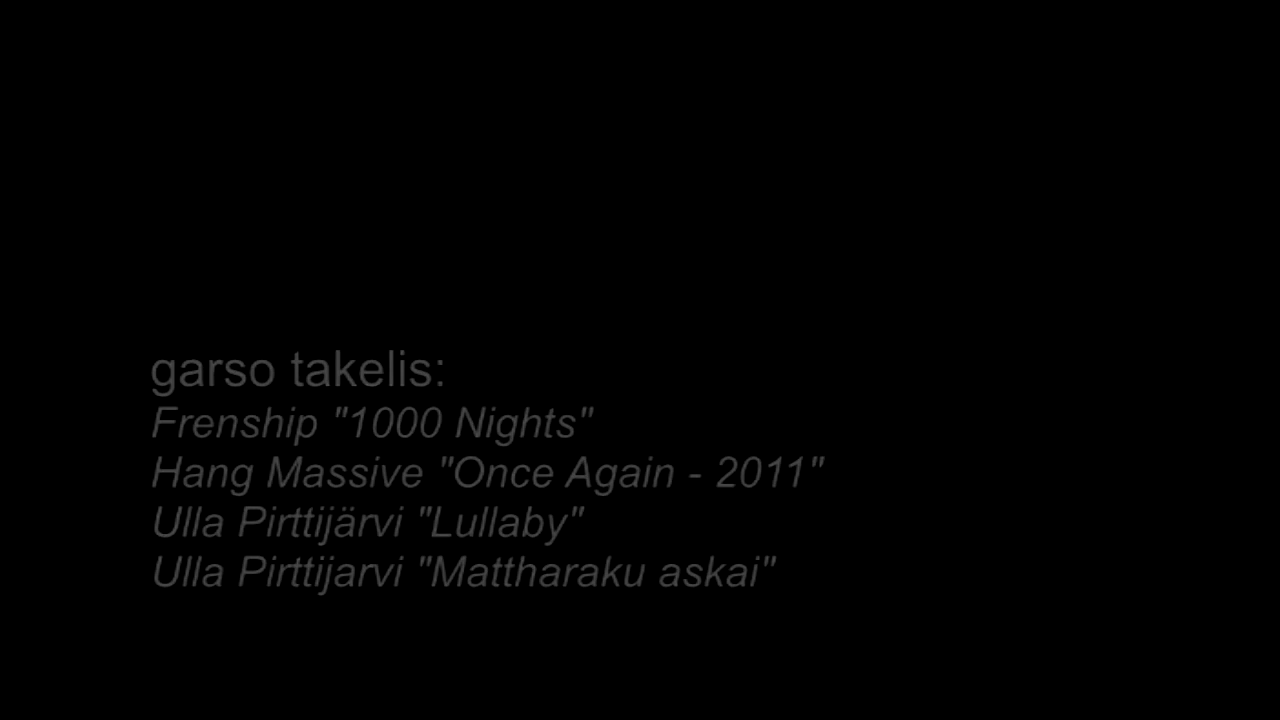 garso takelis:
Frenship "1000 Nights"
Hang Massive "Once Again - 2011"
Ulla Pirttijärvi "Lullaby"
Ulla Pirttijarvi "Mattharaku askai"